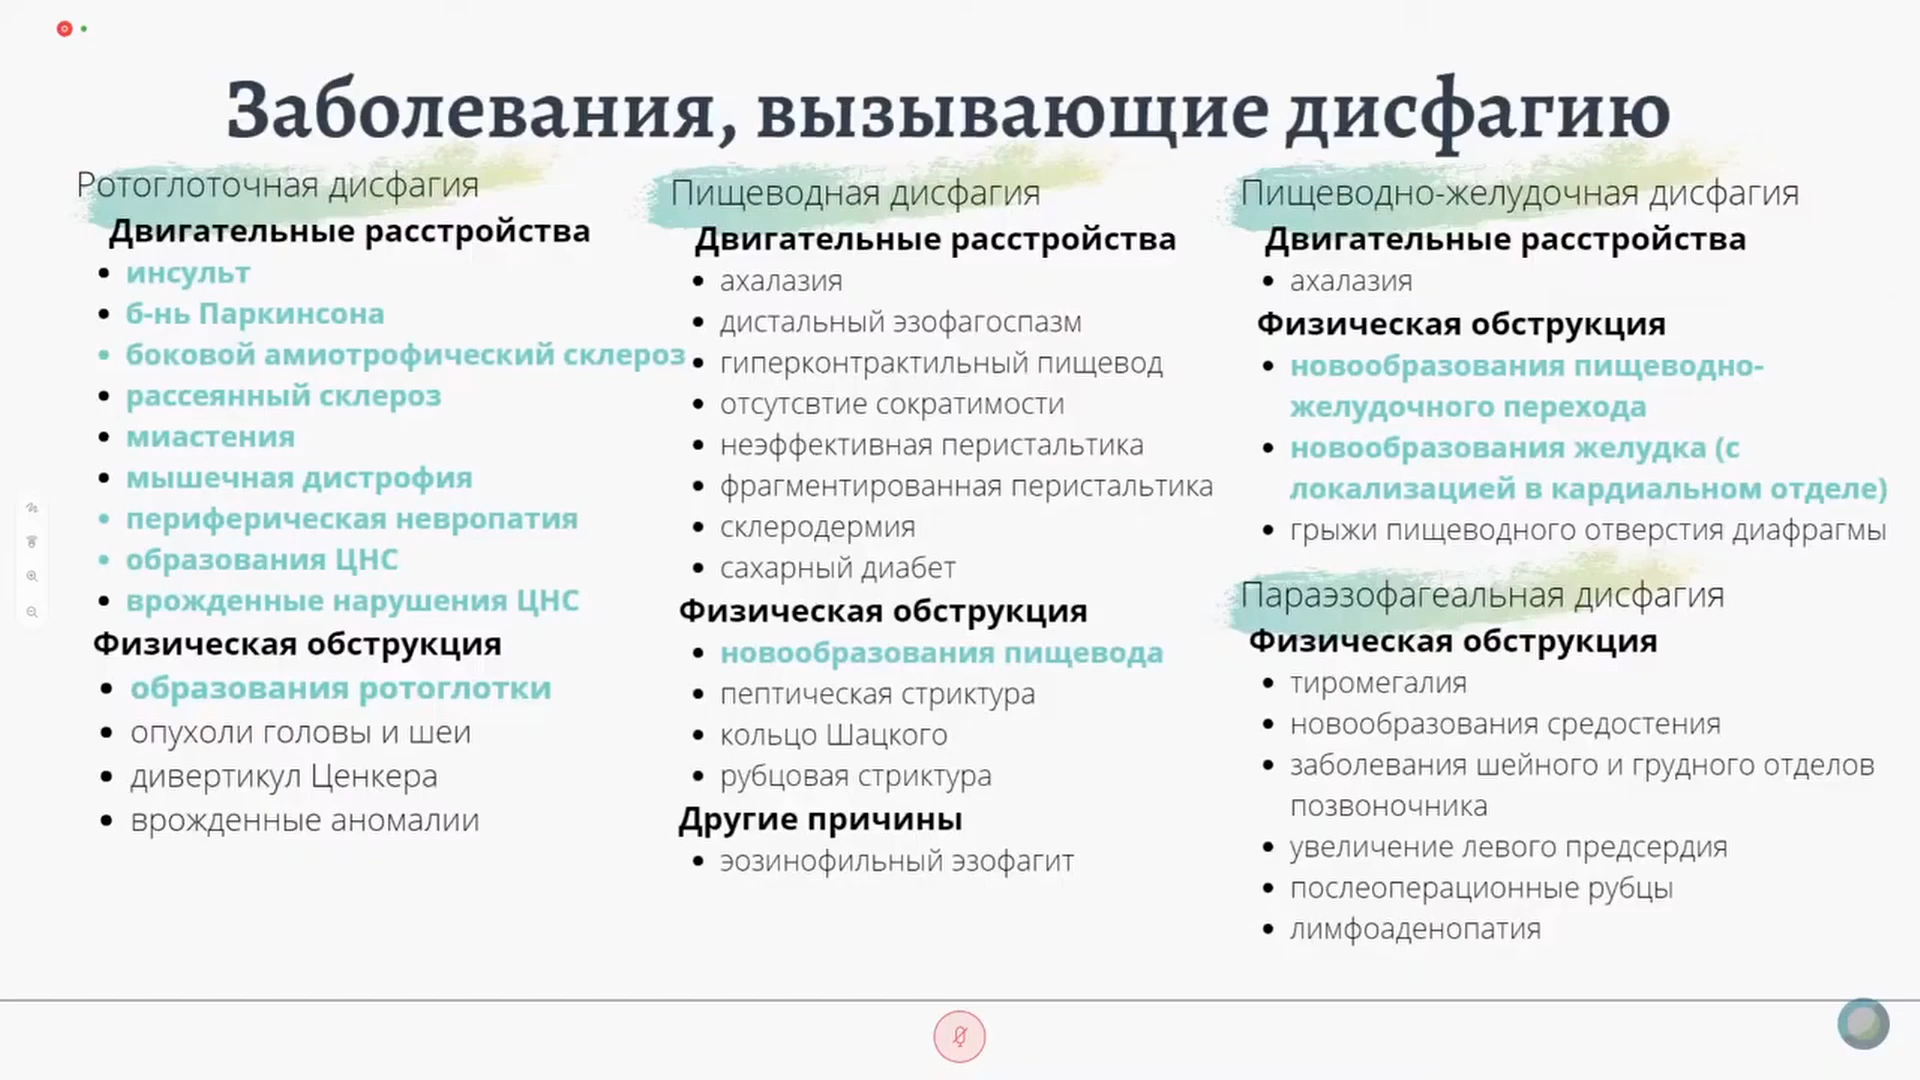 Заболевания, вызывающие дисфагию
Ротоглоточная дисфагия
Двигательные расстройства
инсульт
б-нь Паркинсона
боковой амиотрофический склероз
рассеянный склероз
миастения
мышечная дистрофия
периферическая невропатия
образования ЦНС
врожденные нарушения ЦНС
Физическая обструкция
образования ротоглотки
опухоли головы и шеи
дивертикул Ценкера
врожденные аномалии
Пищеводная дисфагия
Двигательные расстройства
ахалазия
дистальный эзофагоспазм
гиперконтрактильный пищевод
отсутсвтие сократимости
неэффективная перистальтика
фрагментированная перистальтика
склеродермия
сахарный диабет
Физическая обструкция
новообразования пищевода
пептическая стриктура
кольцо Шацкого
рубцовая стриктура
Другие причины
эозинофильный эзофагит
Пищеводно-желудочная дисфагия
Двигательные расстройства
ахалазия
Физическая обструкция
новообразования пищеводно-
желудочного перехода
новообразования желудка (с
локализацией в кардиальном отделе)
грыжи пищеводного отверстия диафрагмы
Параэзофагеальная дисфагия
Физическая обструкция
тиромегалия
новообразования средостения
заболевания шейного и грудного отделов
позвоночника
увеличение левого предсердия
послеоперационные рубцы
лимфоаденопатия